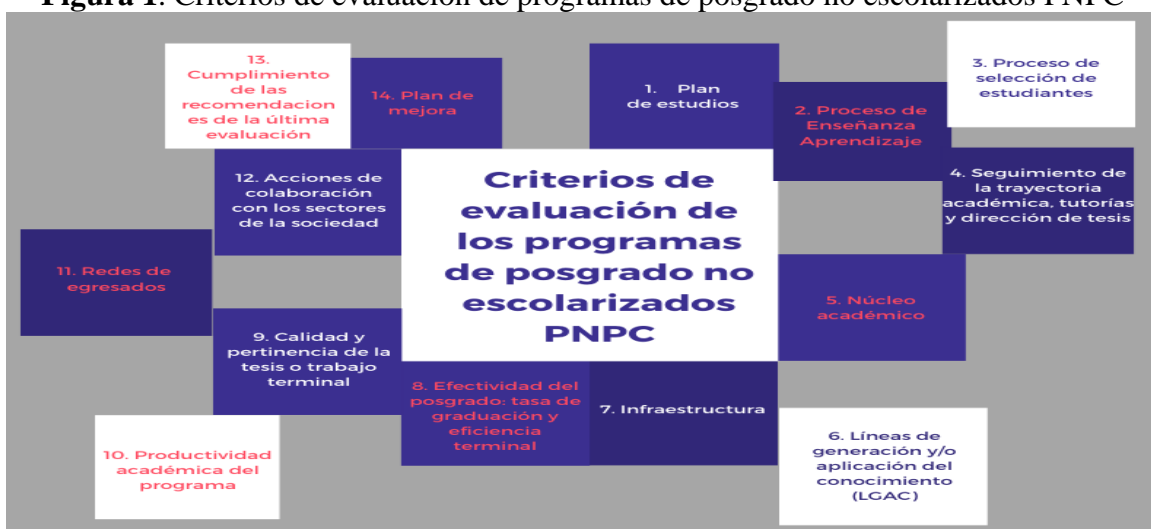 Figura 1. Criterios de evaluación de programas de posgrado no escolarizados PNPC
1. Plan
de estudios
2. Proceso de
Enseñanza
Aprendizaje
3. Proceso de
selección de
estudiantes
4. Seguimiento de
la trayectoria
académica, tutorías
y dirección de tesis
5. Núcleo
académico
6. Líneas de
generación y/o
aplicación del
conocimiento
(LGAC)
7. Infraestructura
8. Efectividad del
posgrado: tasa de
graduación y
eficiencia
terminal
9. Calidad y
pertinencia de la
tesis o trabajo
terminal
10. Productividad
académica del
programa
11. Redes de
egresados
12. Acciones de
colaboración
con los sectores
de la sociedad
13.
Cumplimiento
de las
recomendacion
es de la última
evaluación
14. Plan de
mejora
Criterios de
evaluación de
los programas
de posgrado no
escolarizados
PNPC